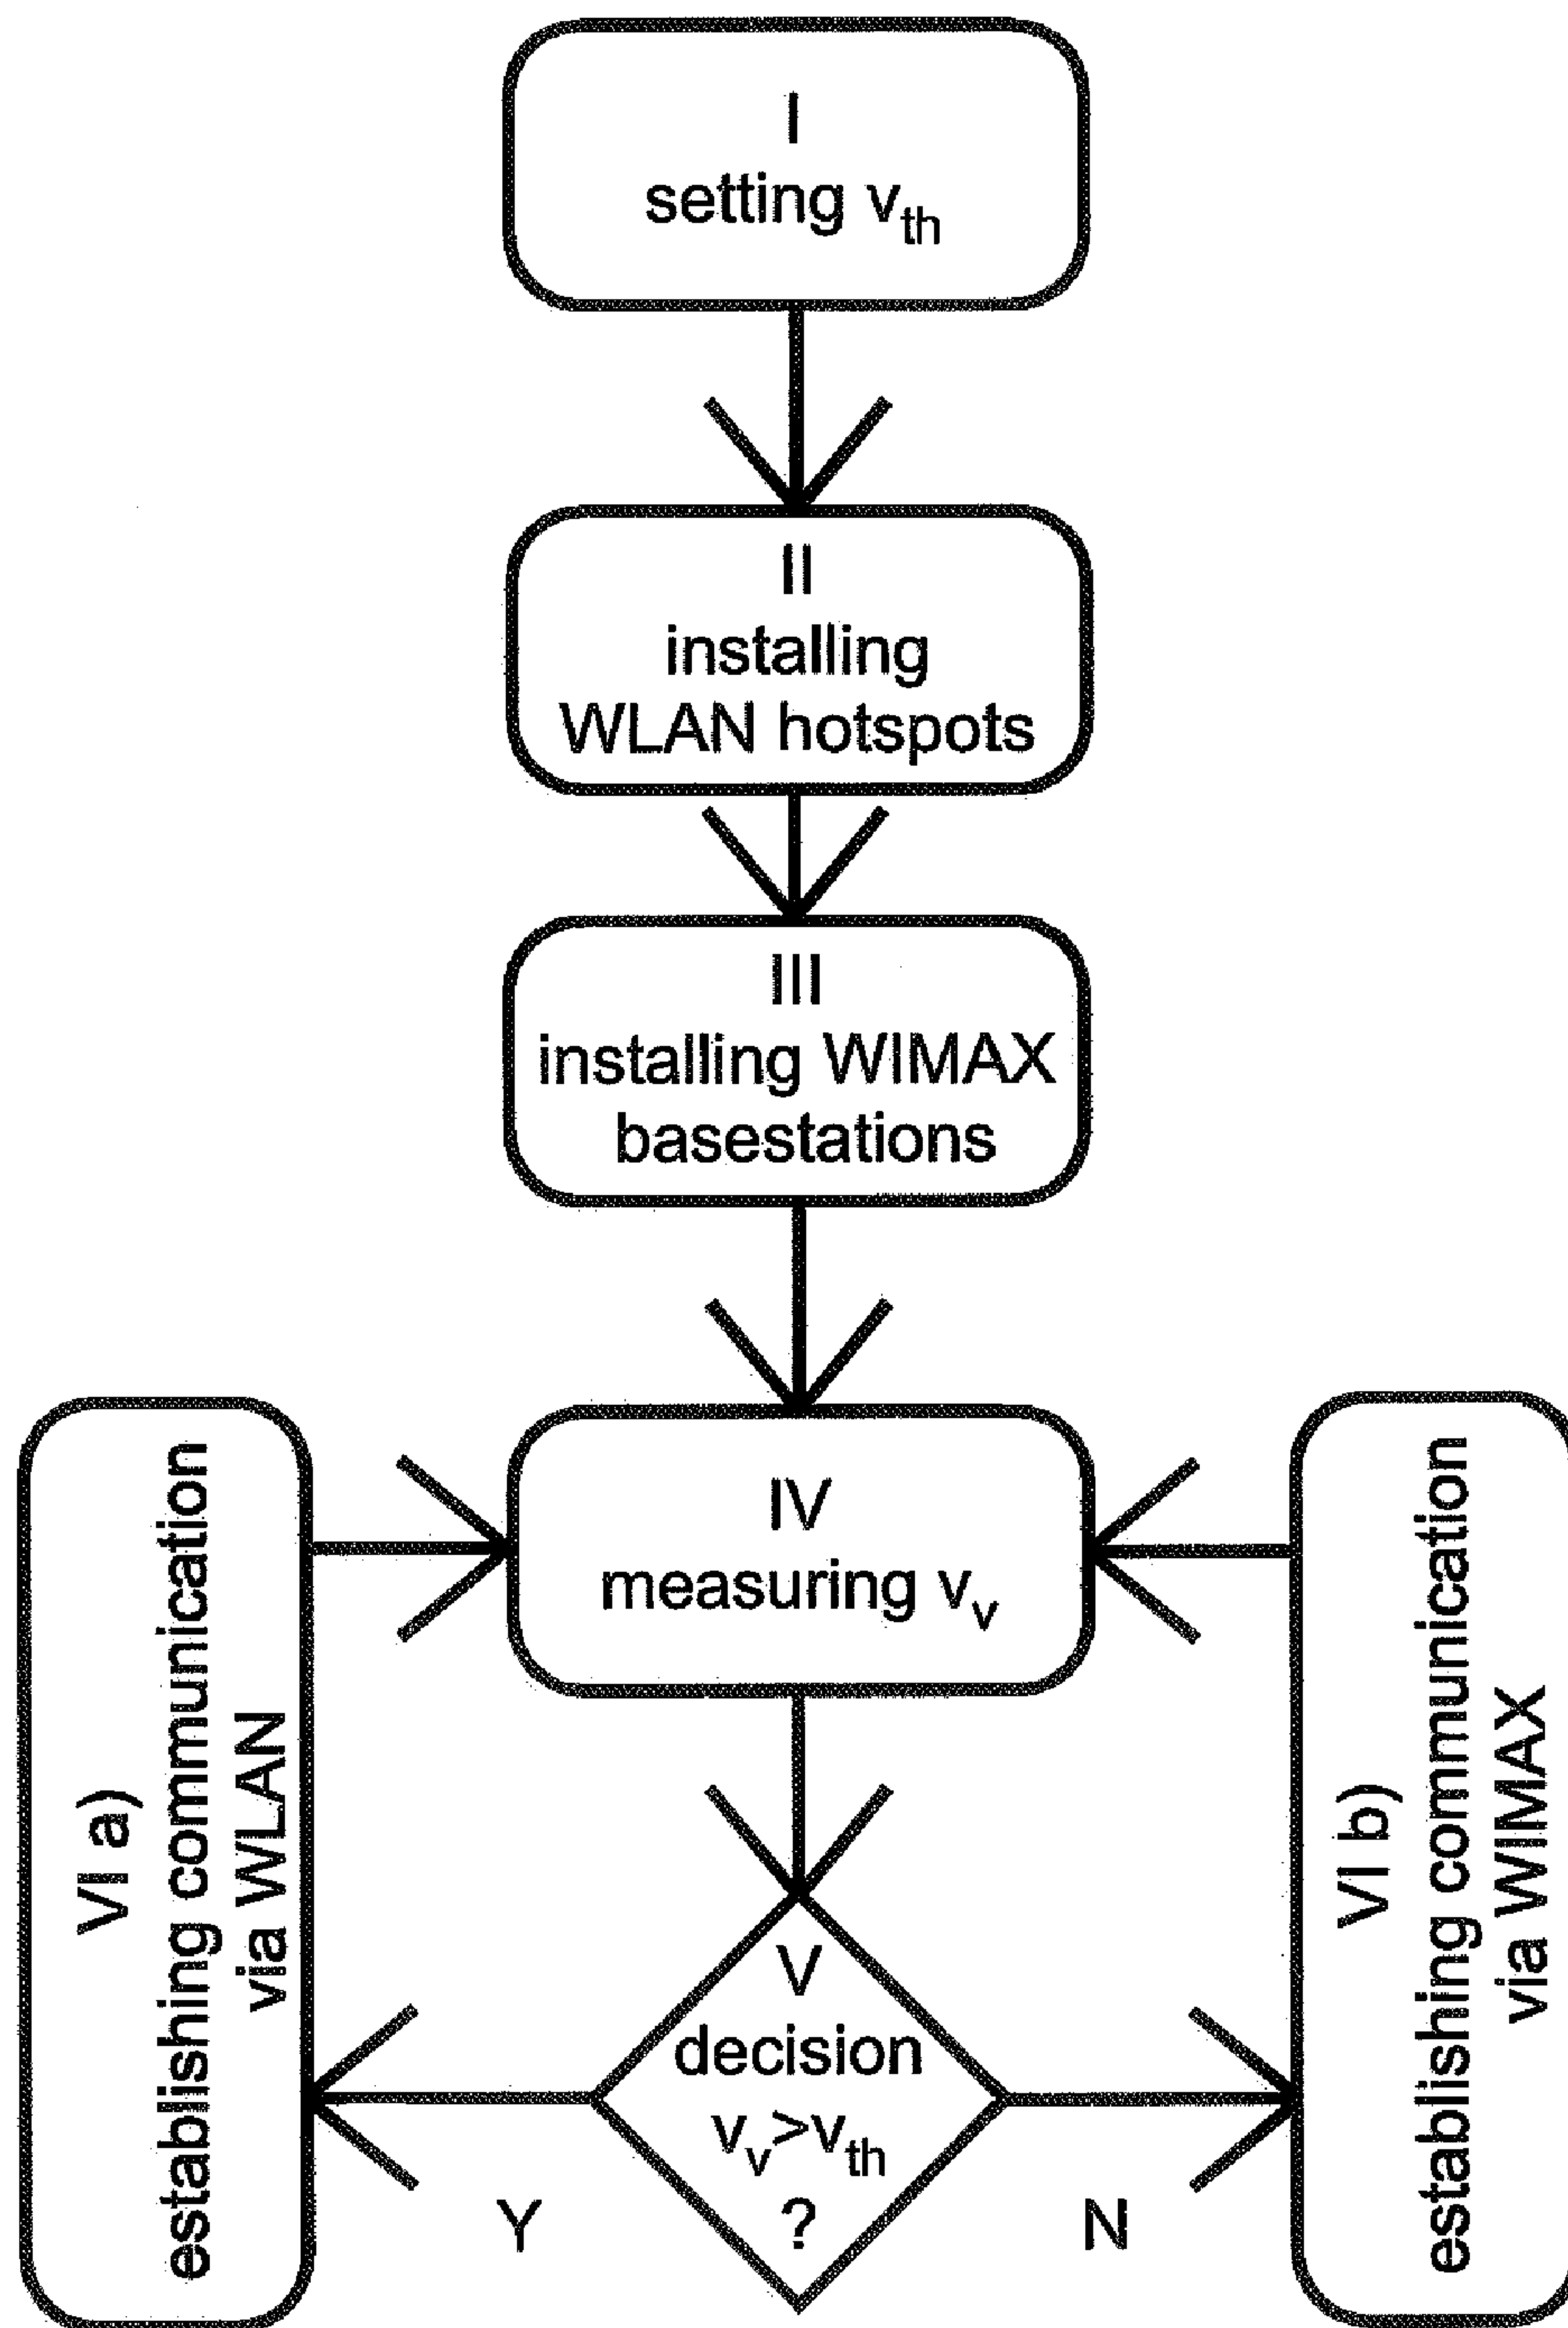 I
setting v_th
II
installing
WLAN hotspots
III
installing WIMAX
basestations
IV
measuring v_v
VI a)
establishing communication
via WLAN
V
decision
v_v>v_th
?
Y
N
VI b)
establishing communication
via WIMAX